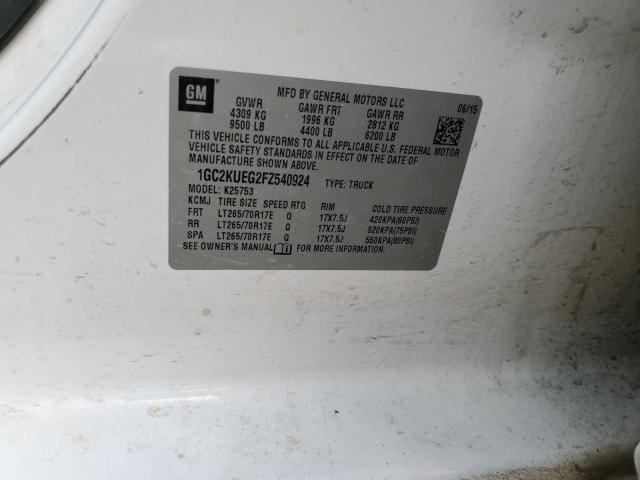 GM
MFD BY GENERAL MOTORS LLC
06/15
GVWR GAWR FRT GAWR RR
4309 KG 1996 KG 2812 KG
9500 LB 4400 LB 6200 LB
THIS VEHICLE CONFORMS TO ALL APPLICABLE U.S. FEDERAL MOTOR
VEHICLE SAFETY STANDARDS IN EFFECT ON THE DATE OF
MANUFACTURE SHOWN ABOVE.
1GC2KUEG2FZ540924 TYPE: TRUCK
MODEL: K25753
KCMJ TIRE SIZE SPEED RTG RIM COLD TIRE PRESSURE
FRT LT265/70R17E Q 17X7.5J 420KPA(60PSI)
RR LT265/70R17E Q 17X7.5J 520KPA(75PSI)
SPA LT265/70R17E Q 17X7.5J 550KPA(80PSI)
SEE OWNER'S MANUAL FOR MORE INFORMATION.